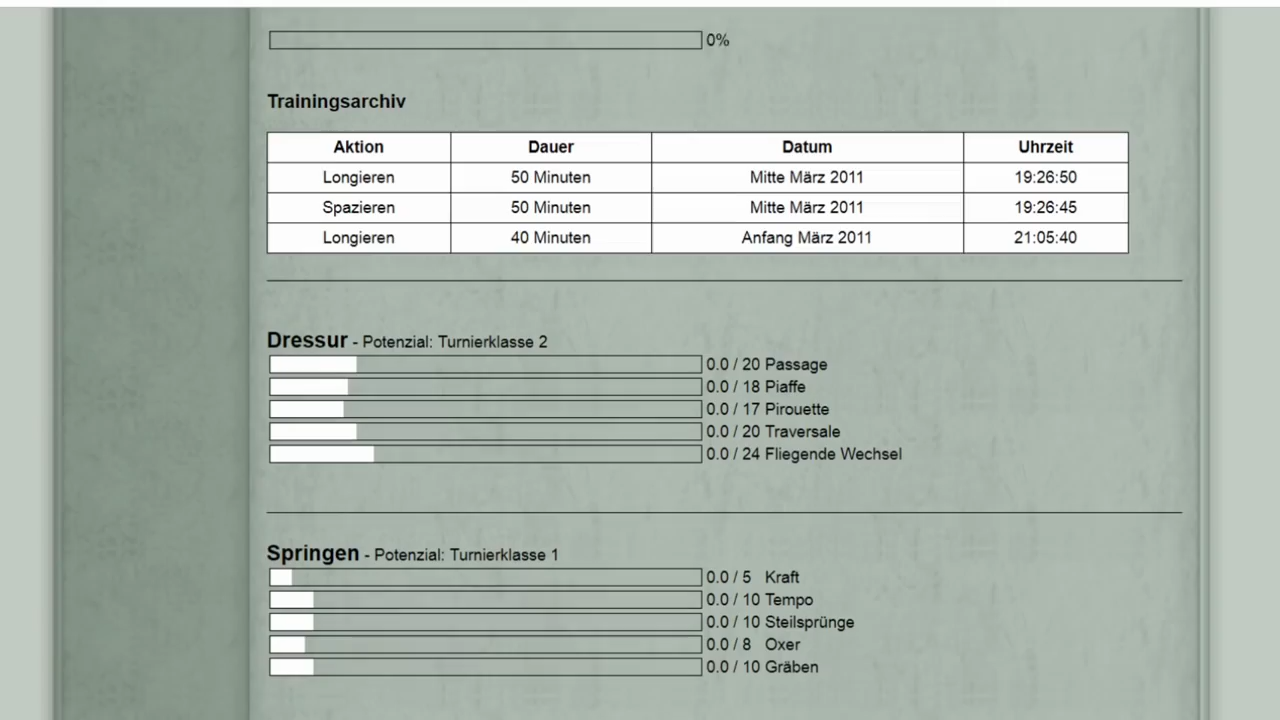 0%
Trainingsarchiv
Aktion Dauer Datum Uhrzeit
Longieren 50 Minuten Mitte März 2011 19:26:50
Spazieren 50 Minuten Mitte März 2011 19:26:45
Longieren 40 Minuten Anfang März 2011 21:05:40
Dressur - Potenzial: Turnierklasse 2
0.0 / 20 Passage
0.0 / 18 Piaffe
0.0 / 17 Pirouette
0.0 / 20 Traversale
0.0 / 24 Fliegende Wechsel
Springen - Potenzial: Turnierklasse 1
0.0 / 5 Kraft
0.0 / 10 Tempo
0.0 / 10 Steilsprünge
0.0 / 8 Oxer
0.0 / 10 Gräben